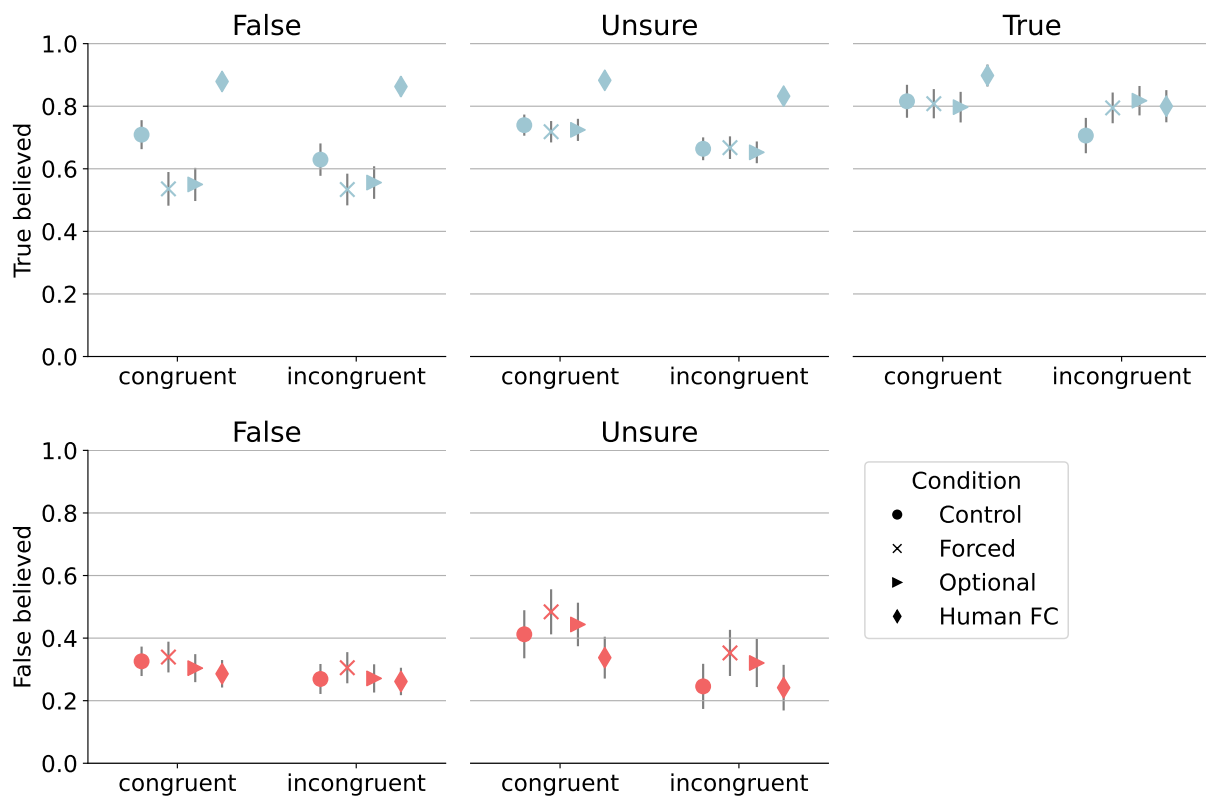 False
Unsure
True
True believed
1.0
0.8
0.6
0.4
0.2
0.0
congruent
incongruent
congruent
incongruent
congruent
incongruent
False
Unsure
False believed
1.0
0.8
0.6
0.4
0.2
0.0
congruent
incongruent
congruent
incongruent
Condition
Control
Forced
Optional
Human FC